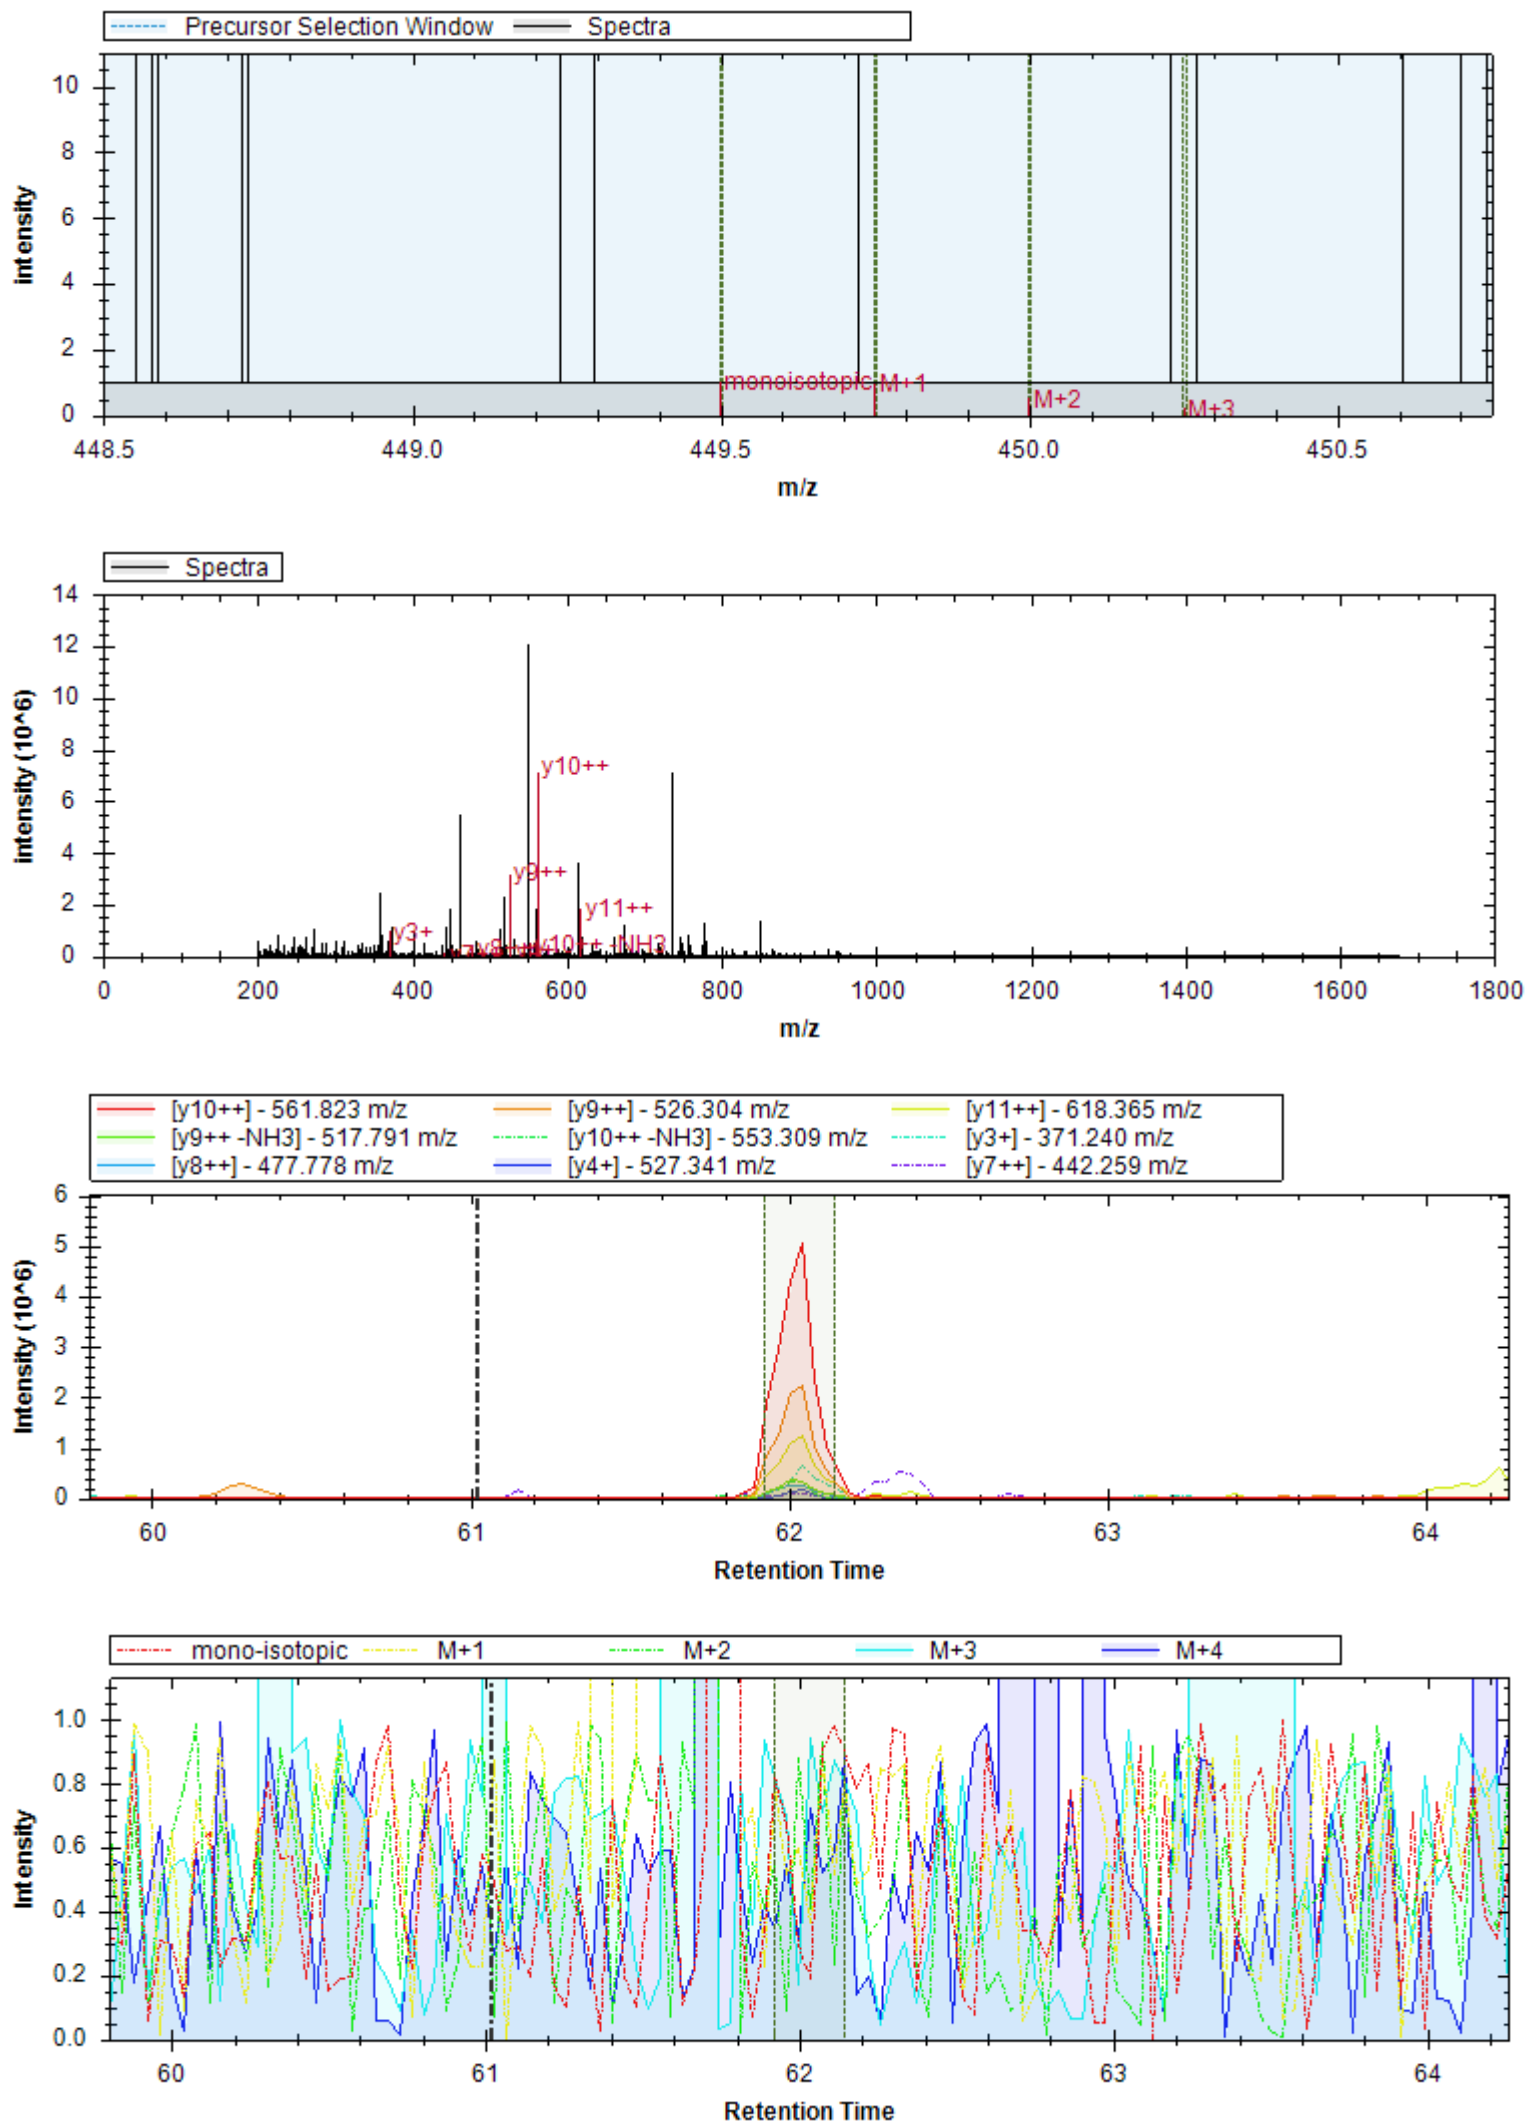 Precursor Selection Window Spectra
10
8
6
4
2
0
intensity
monoisotopic M+1
M+2
M+3
448.5 449.0 449.5 450.0 450.5
m/z
Spectra
14
12
10
8
6
4
2
0
intensity (10^6)
y10++
y9++
y11++
y3+
y10++ -NH3
0 200 400 600 800 1000 1200 1400 1600 1800
m/z
[y10++] - 561.823 m/z [y9++] - 526.304 m/z [y11++] - 618.365 m/z
[y9++ -NH3] - 517.791 m/z [y10++ -NH3] - 553.309 m/z [y3+] - 371.240 m/z
[y8++] - 477.778 m/z [y4+] - 527.341 m/z [y7++] - 442.259 m/z
6
5
4
3
2
1
0
Intensity (10^6)
60 61 62 63 64
Retention Time
mono-isotopic M+1 M+2 M+3 M+4
1.0
0.8
0.6
0.4
0.2
0.0
Intensity
60 61 62 63 64
Retention Time